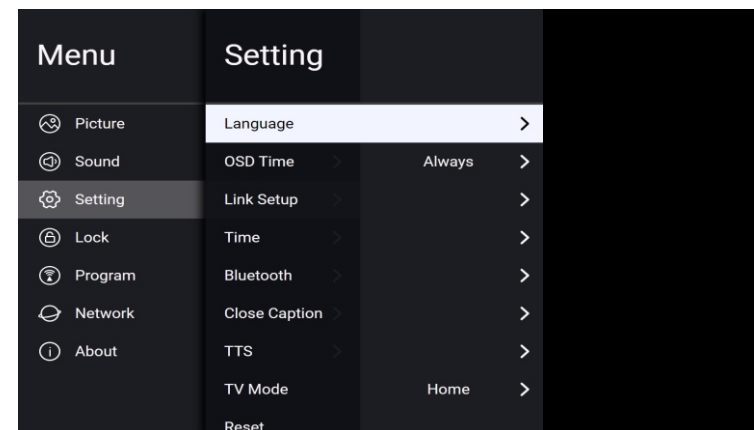 Menu
Setting
Picture
Sound
Setting
Lock
Program
Network
About
Language
OSD Time Always
Link Setup
Time
Bluetooth
Close Caption
TTS
TV Mode Home
Reset